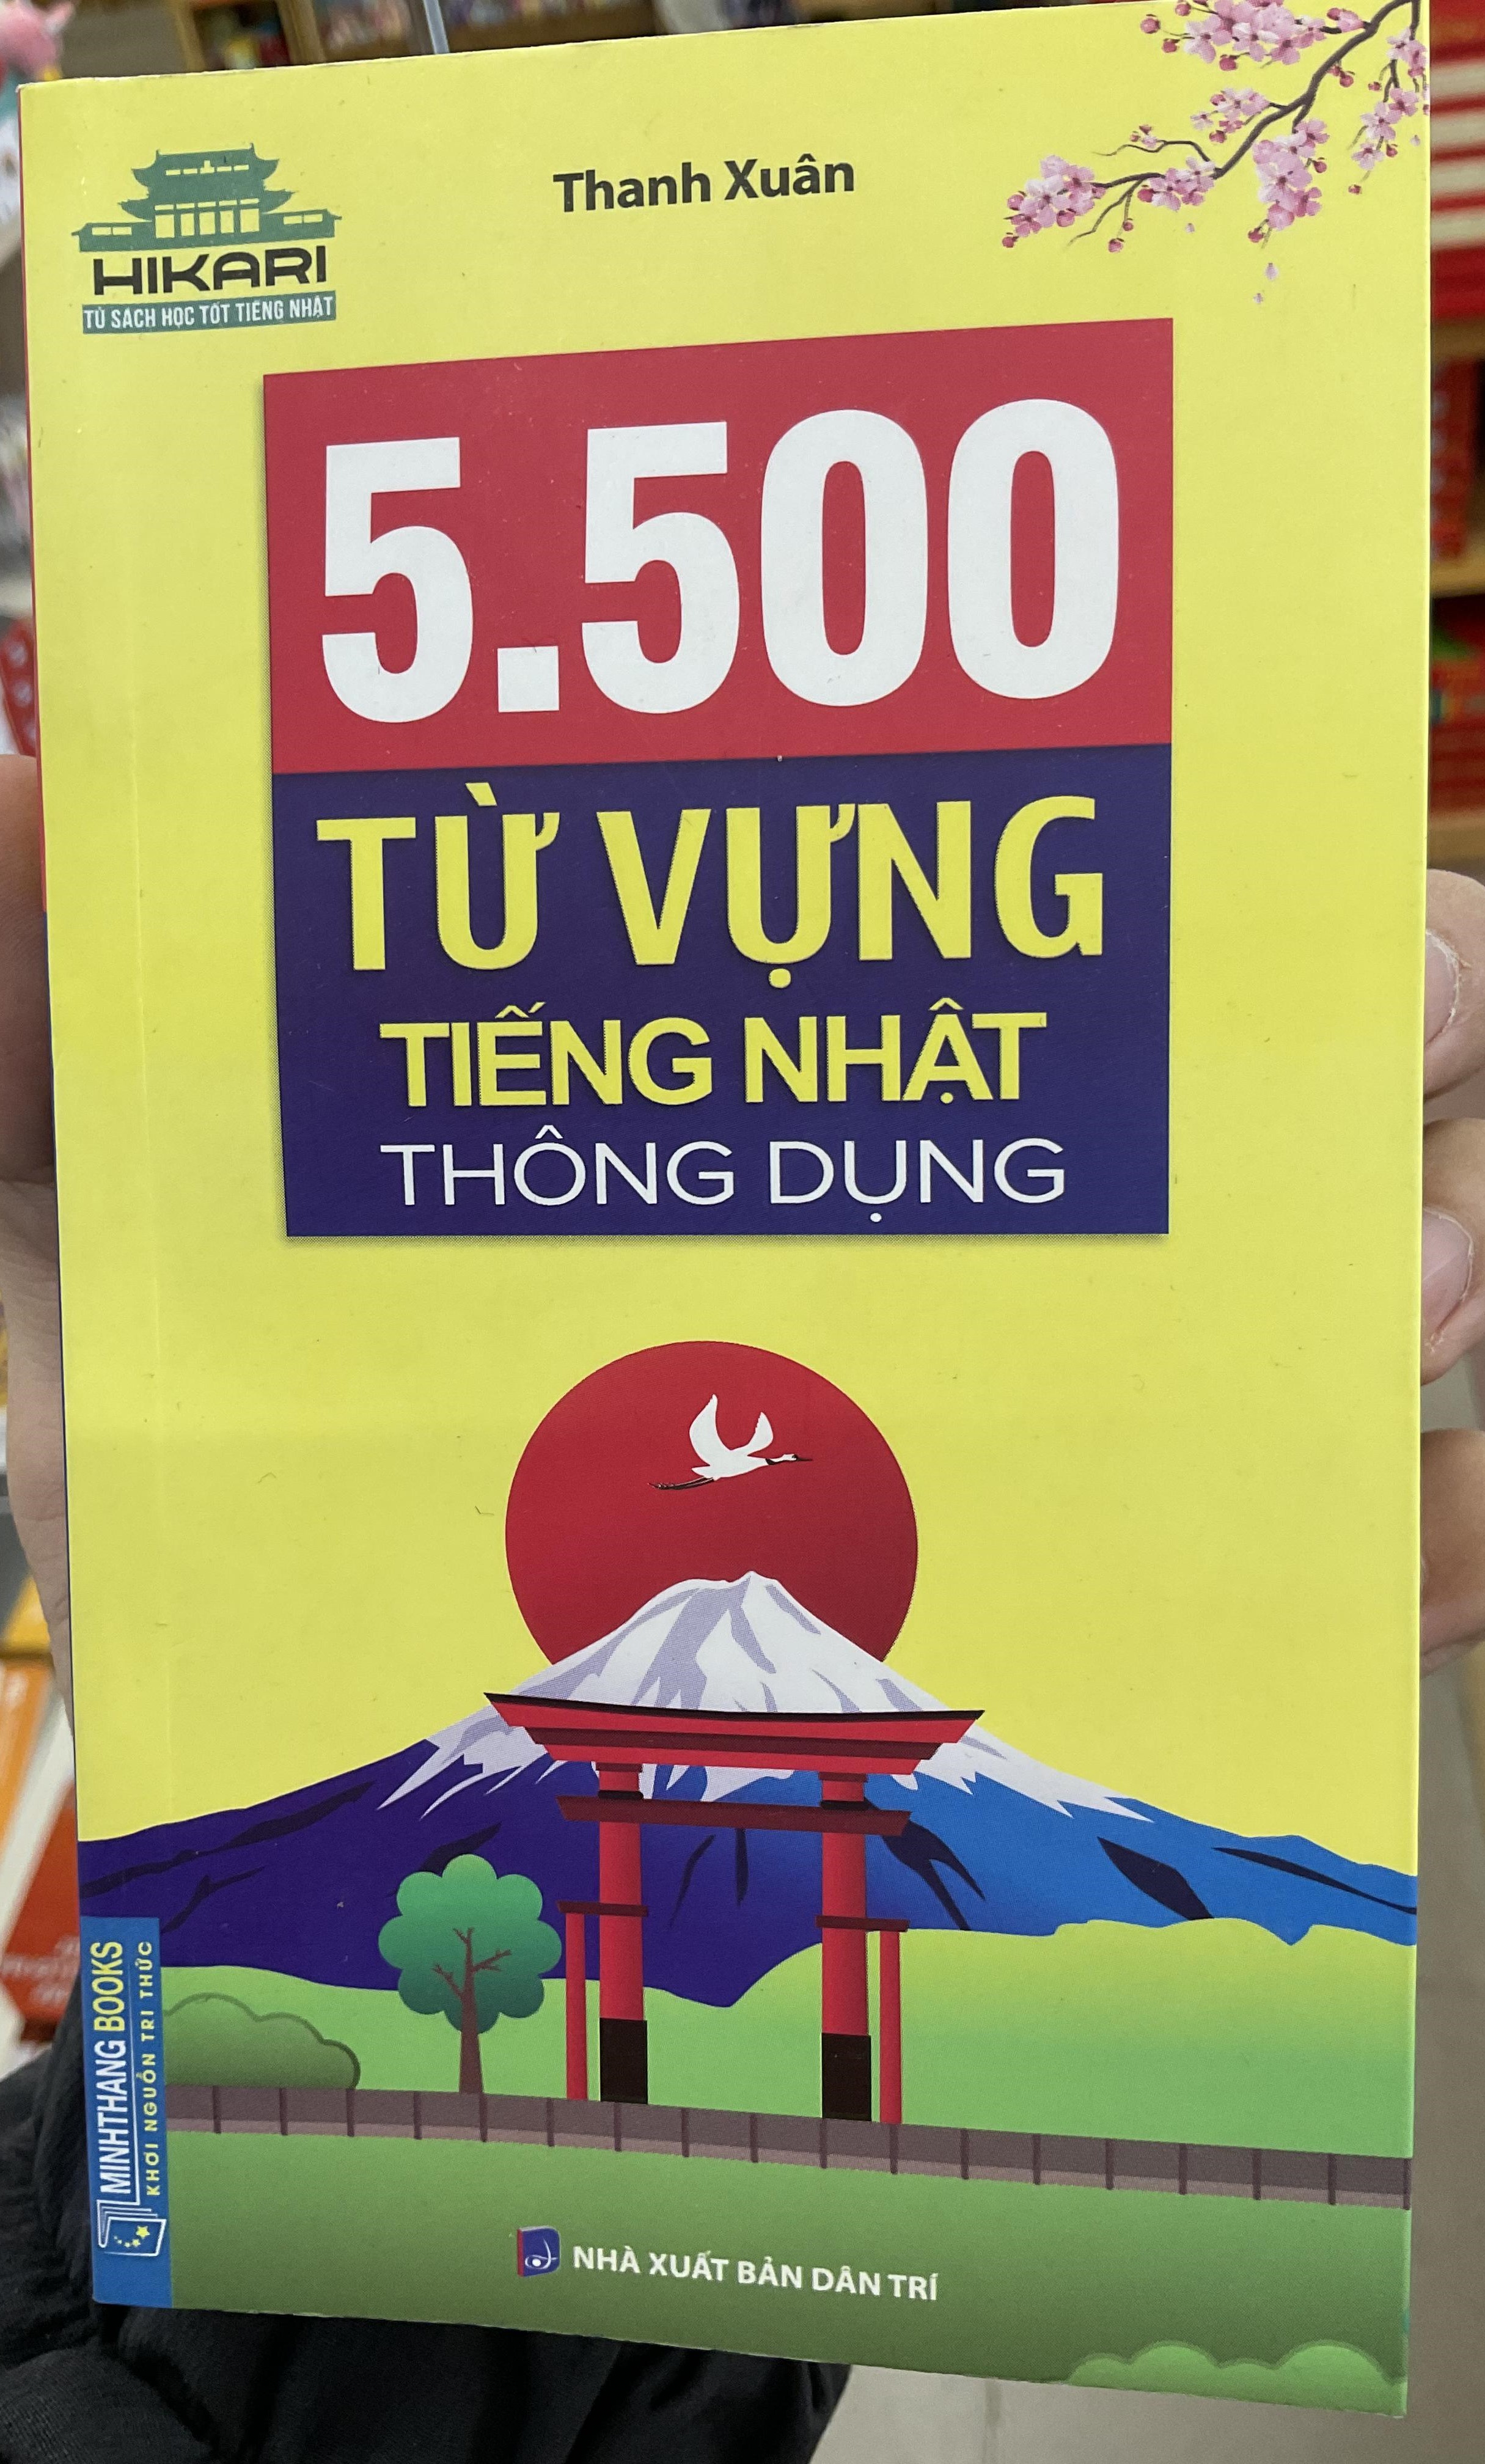 Thanh Xuân
HIKARI
TỦ SÁCH HỌC TỐT TIẾNG NHẬT
5.500
TỪ VỰNG
TIẾNG NHẬT
THÔNG DỤNG
MINHTHANG BOOKS
KHƠI NGUỒN TRI THỨC
NHÀ XUẤT BẢN DÂN TRÍ